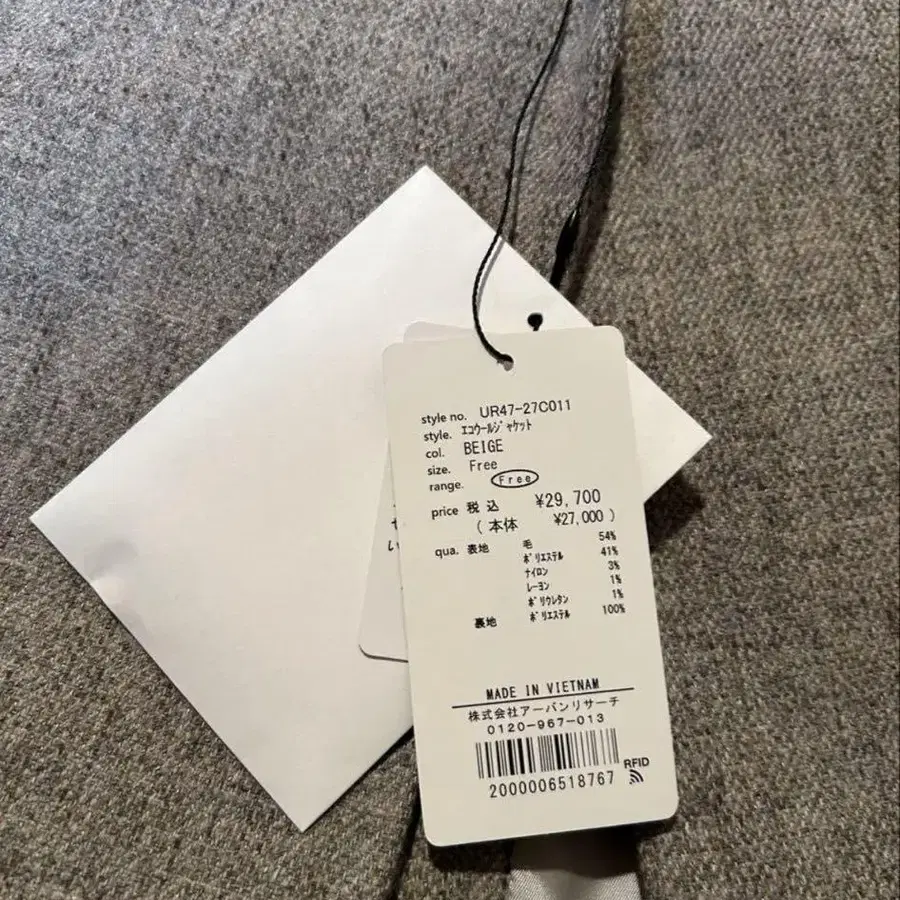 style no. UR47-27C011
style. ｴｺｳｰﾙｼﾞｬｹｯﾄ
col. BEIGE
size. Free
range. Free
price 税込 ¥29,700
(本体 ¥27,000)
qua. 表地 毛 54%
ﾎﾟﾘｴｽﾃﾙ 41%
ﾅｲﾛﾝ 3%
ﾚｰﾖﾝ 1%
ﾎﾟﾘｳﾚﾀﾝ 1%
裏地 ﾎﾟﾘｴｽﾃﾙ 100%
MADE IN VIETNAM
株式会社アーバンリサーチ
0120-967-013
RFID
2000006518767